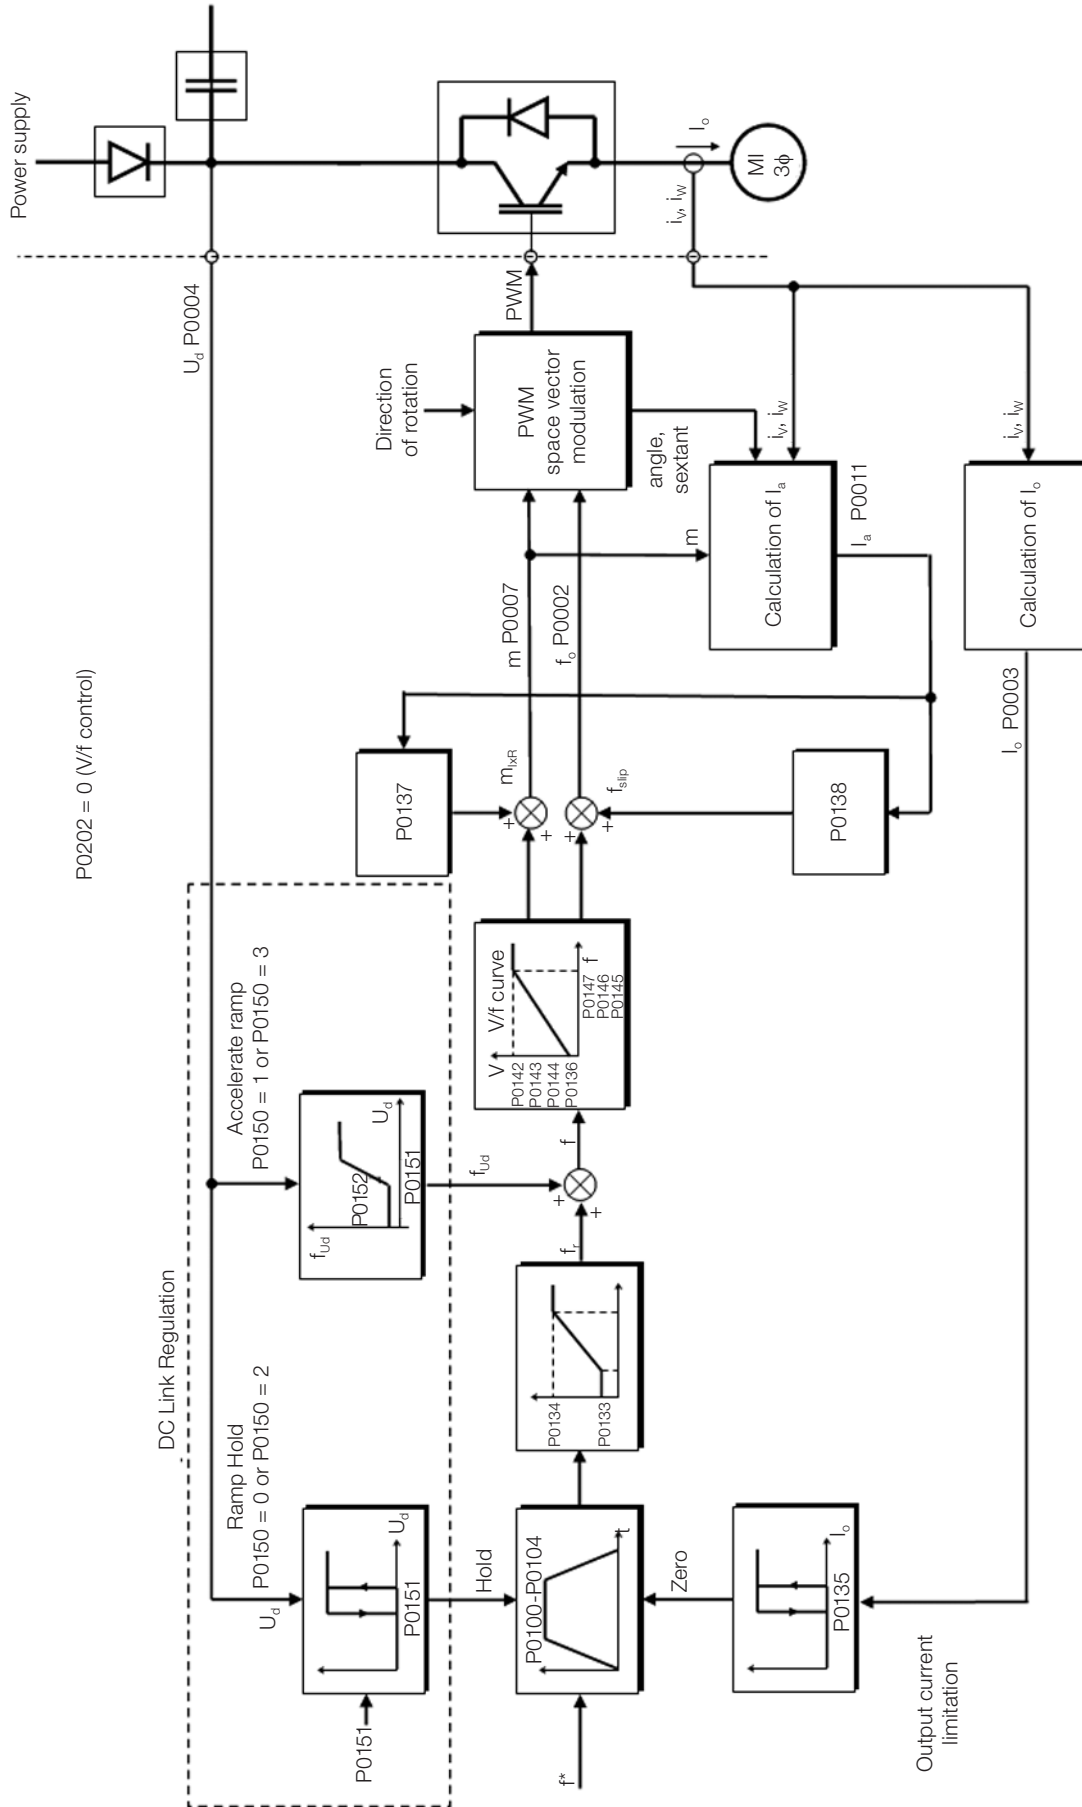 P0202 = 0 (V/f control)
Power supply
DC Link Regulation
Ramp Hold
P0150 = 0 or P0150 = 2
Accelerate ramp
P0150 = 1 or P0150 = 3
U_d P0004
U_d
P0151
U_d
P0151
Hold
f_Ud
P0152
U_d
P0151
f_Ud
P0137
m_IxR
Direction
of rotation
PWM
I_o
MI
3ϕ
i_V, i_W
f*
P0100-P0104
t
P0134
P0133
f_r
+
+
f
V
V/f curve
P0142
P0143
P0144
P0136
f
P0147
P0146
P0145
+
+
+
+
m P0007
f_o P0002
PWM
space vector
modulation
angle,
sextant
f_slip
P0138
m
Calculation of I_a
I_a P0011
i_V, i_W
Zero
I_o
P0135
Output current
limitation
I_o P0003
Calculation of I_o
i_V, i_W